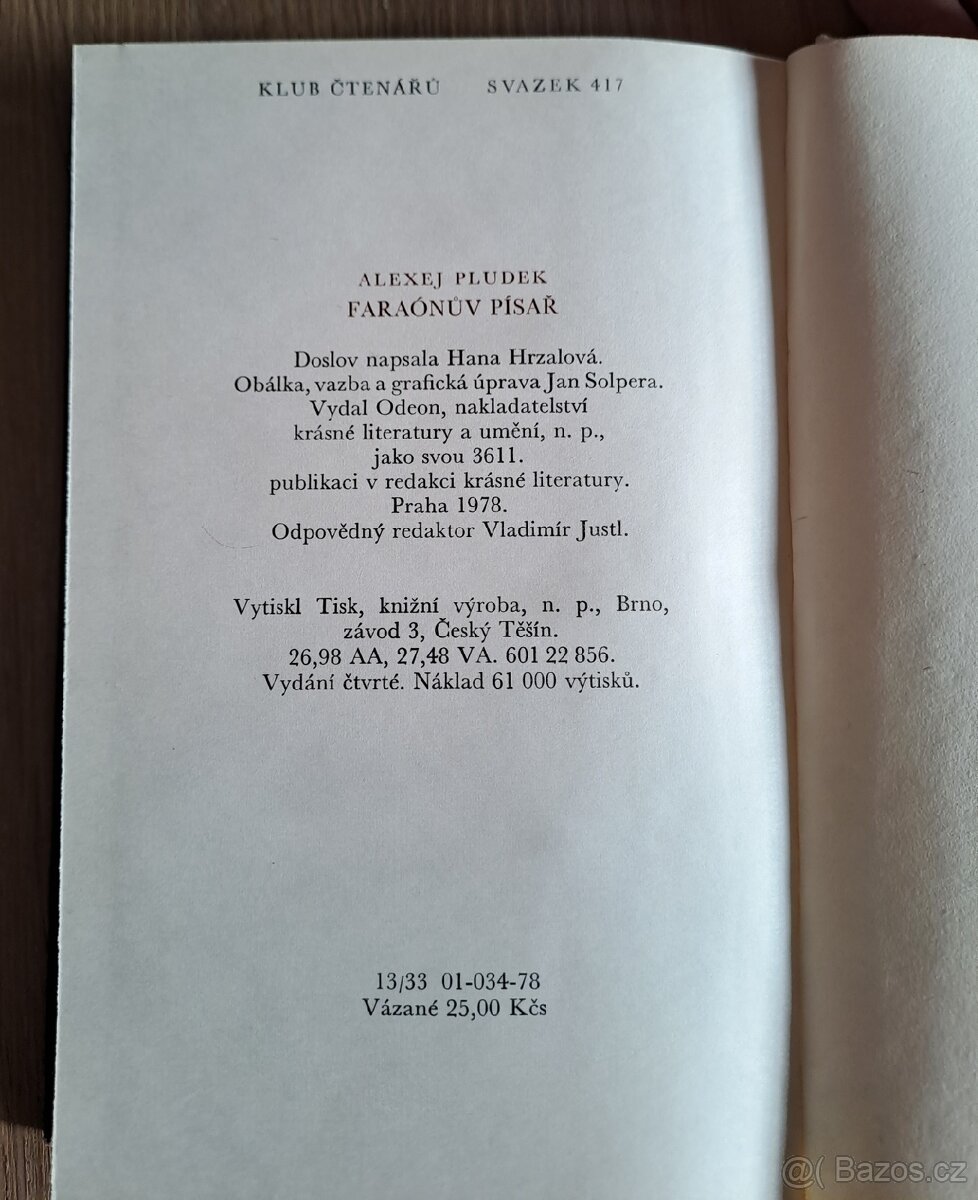 KLUB ČTENÁŘŮ SVAZEK 417
ALEXEJ PLUDEK
FARAÓNŮV PÍSAŘ
Doslov napsala Hana Hrzalová.
Obálka, vazba a grafická úprava Jan Solpera.
Vydal Odeon, nakladatelství
krásné literatury a umění, n. p.,
jako svou 3611.
publikaci v redakci krásné literatury.
Praha 1978.
Odpovědný redaktor Vladimír Justl.
Vytiskl Tisk, knižní výroba, n. p., Brno,
závod 3, Český Těšín.
26,98 AA, 27,48 VA. 601 22 856.
Vydání čtvrté. Náklad 61 000 výtisků.
13/33 01-034-78
Vázané 25,00 Kčs
@( Bazos.cz